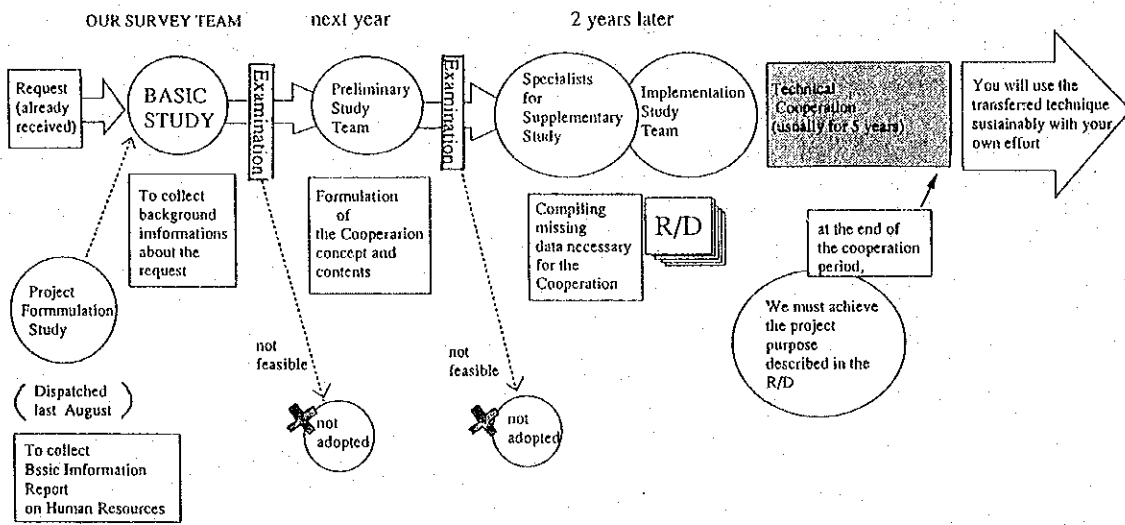 OUR SURVEY TEAM
next year
2 years later
Request
(already
received)
BASIC
STUDY
Examination
Preliminary
Study
Team
Examination
Specialists
for
Supplementary
Study
Implementation
Study
Team
Technical
Cooperation
(usually for 5 years)
You will use the
transferred technique
sustainably with your
own effort
To collect
background
imformations
about the
request
Formulation
of
the Cooperation
concept and
contents
Compiling
missing
data necessary
for the
Cooperation
R/D
at the end of
the cooperation
period,
Project
Formmulation
Study
We must achieve
the project
purpose
described in the
R/D
not
feasible
not
feasible
(Dispatched
last August)
not
adopted
not
adopted
To collect
Bssic Imformation
Report
on Human Resources